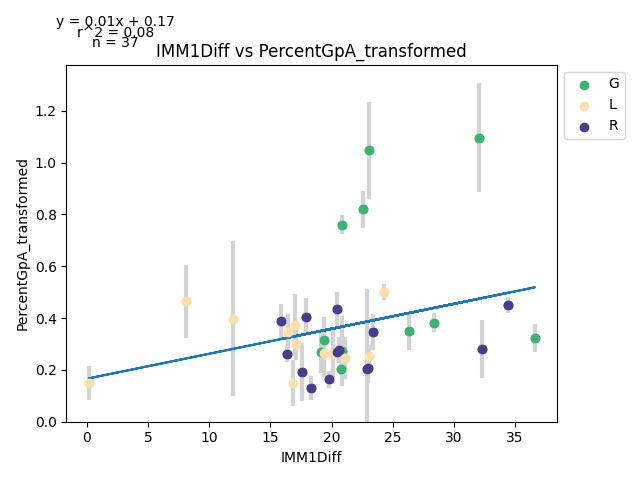 y = 0.01x + 0.17
r^2 = 0.08
n = 37
IMM1Diff vs PercentGpA_transformed
G
L
R
PercentGpA_transformed
1.2
1.0
0.8
0.6
0.4
0.2
0.0
0 5 10 15 20 25 30 35
IMM1Diff